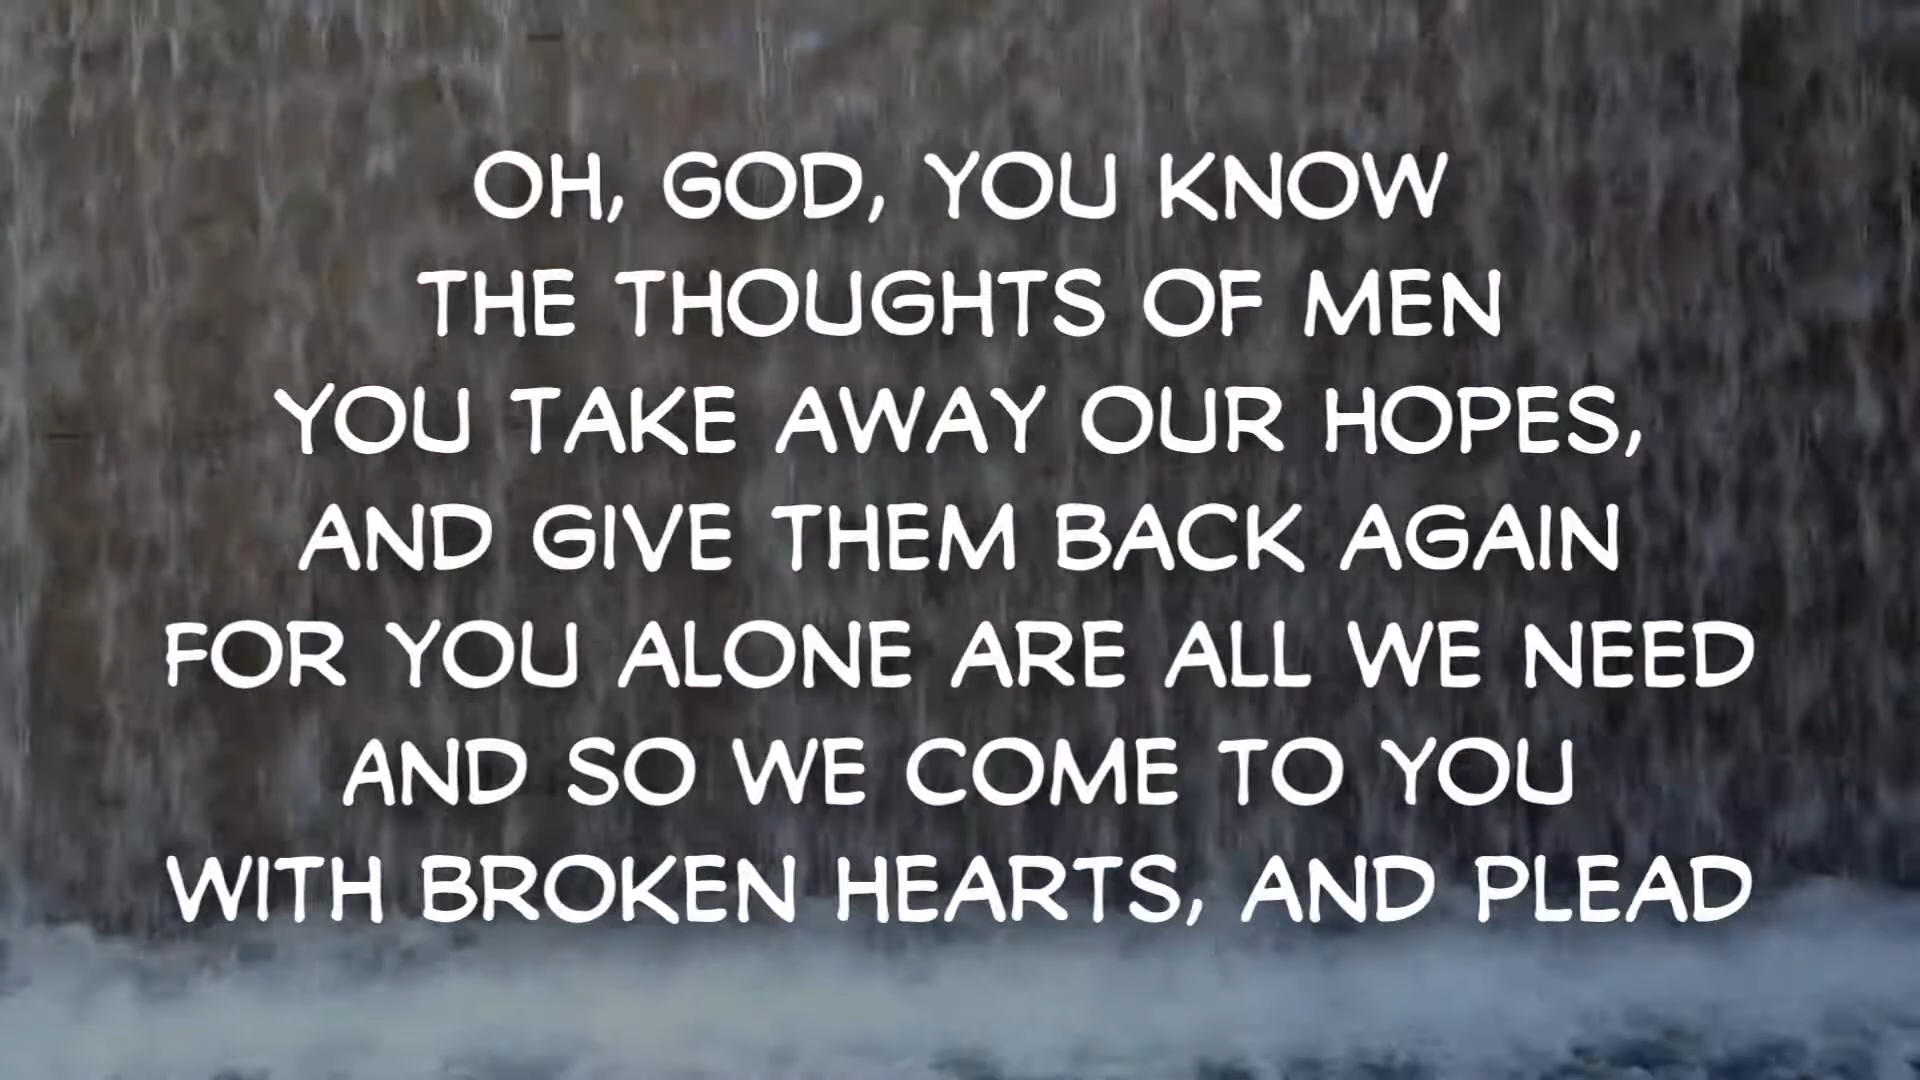 OH, GOD, YOU KNOW
THE THOUGHTS OF MEN
YOU TAKE AWAY OUR HOPES,
AND GIVE THEM BACK AGAIN
FOR YOU ALONE ARE ALL WE NEED
AND SO WE COME TO YOU
WITH BROKEN HEARTS, AND PLEAD